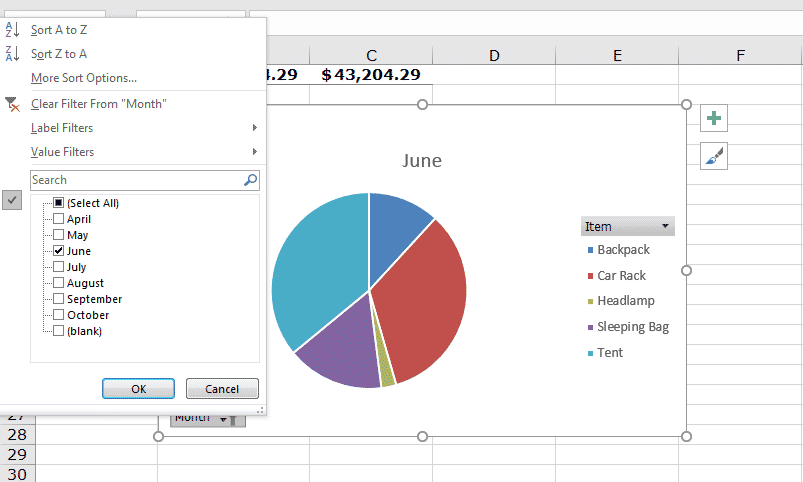 Sort A to Z
Sort Z to A
More Sort Options...
Clear Filter From "Month"
Label Filters
Value Filters
Search
(Select All)
April
May
June
July
August
September
October
(blank)
OK Cancel
C D E F
4.29 $43,204.29
June
Item
Backpack
Car Rack
Headlamp
Sleeping Bag
Tent
Month
27
28
29
30